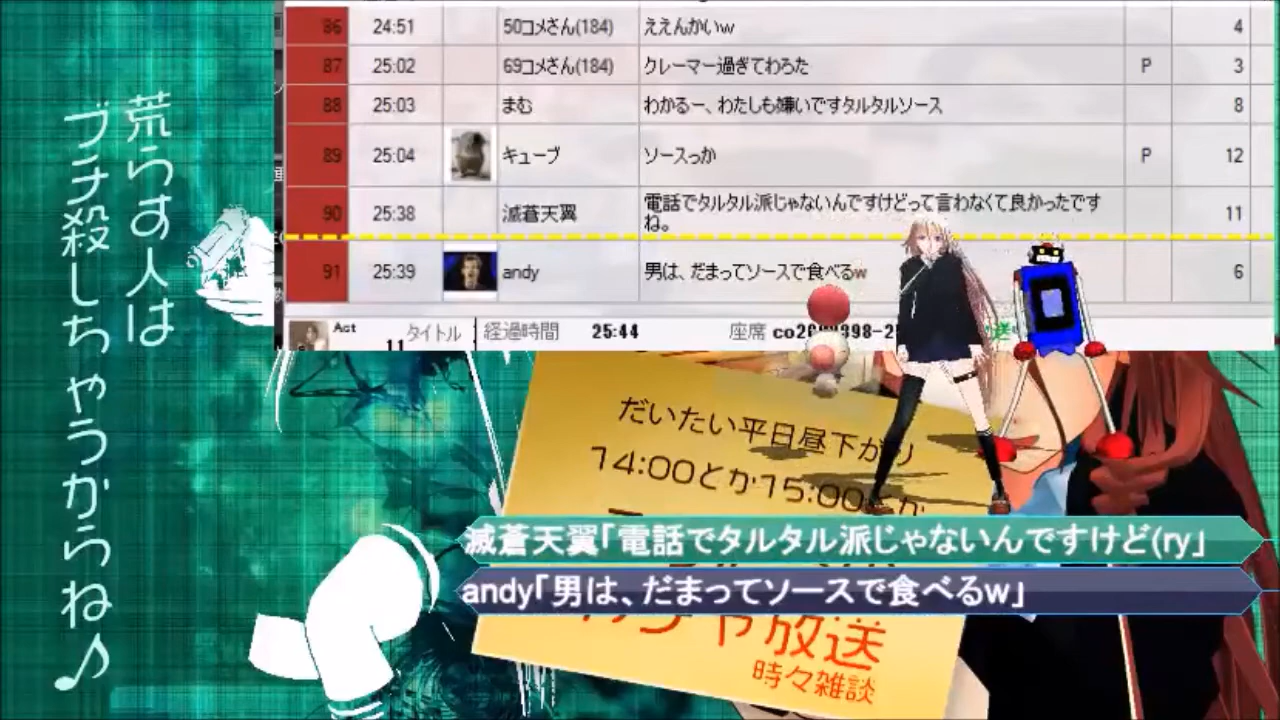 荒らす人は
ブチ殺しちゃうからね♪
86 24:51 50コメさん(184) ええんかいw 4
87 25:02 69コメさん(184) クレーマー過ぎてわろた P 3
88 25:03 まむ わかるー、わたしも嫌いですタルタルソース 8
89 25:04 キューブ ソースっか P 12
90 25:38 滅蒼天翼 電話でタルタル派じゃないんですけどって言わなくて良かったです
ね。 11
91 25:39 andy 男は、だまってソースで食べるw 6
Act 11 タイトル 経過時間 25:44 座席
だいたい平日昼下がり
14:00とか15:00とか
滅蒼天翼「電話でタルタル派じゃないんですけど(ry」
andy「男は、だまってソースで食べるw」
放送
時々雑談